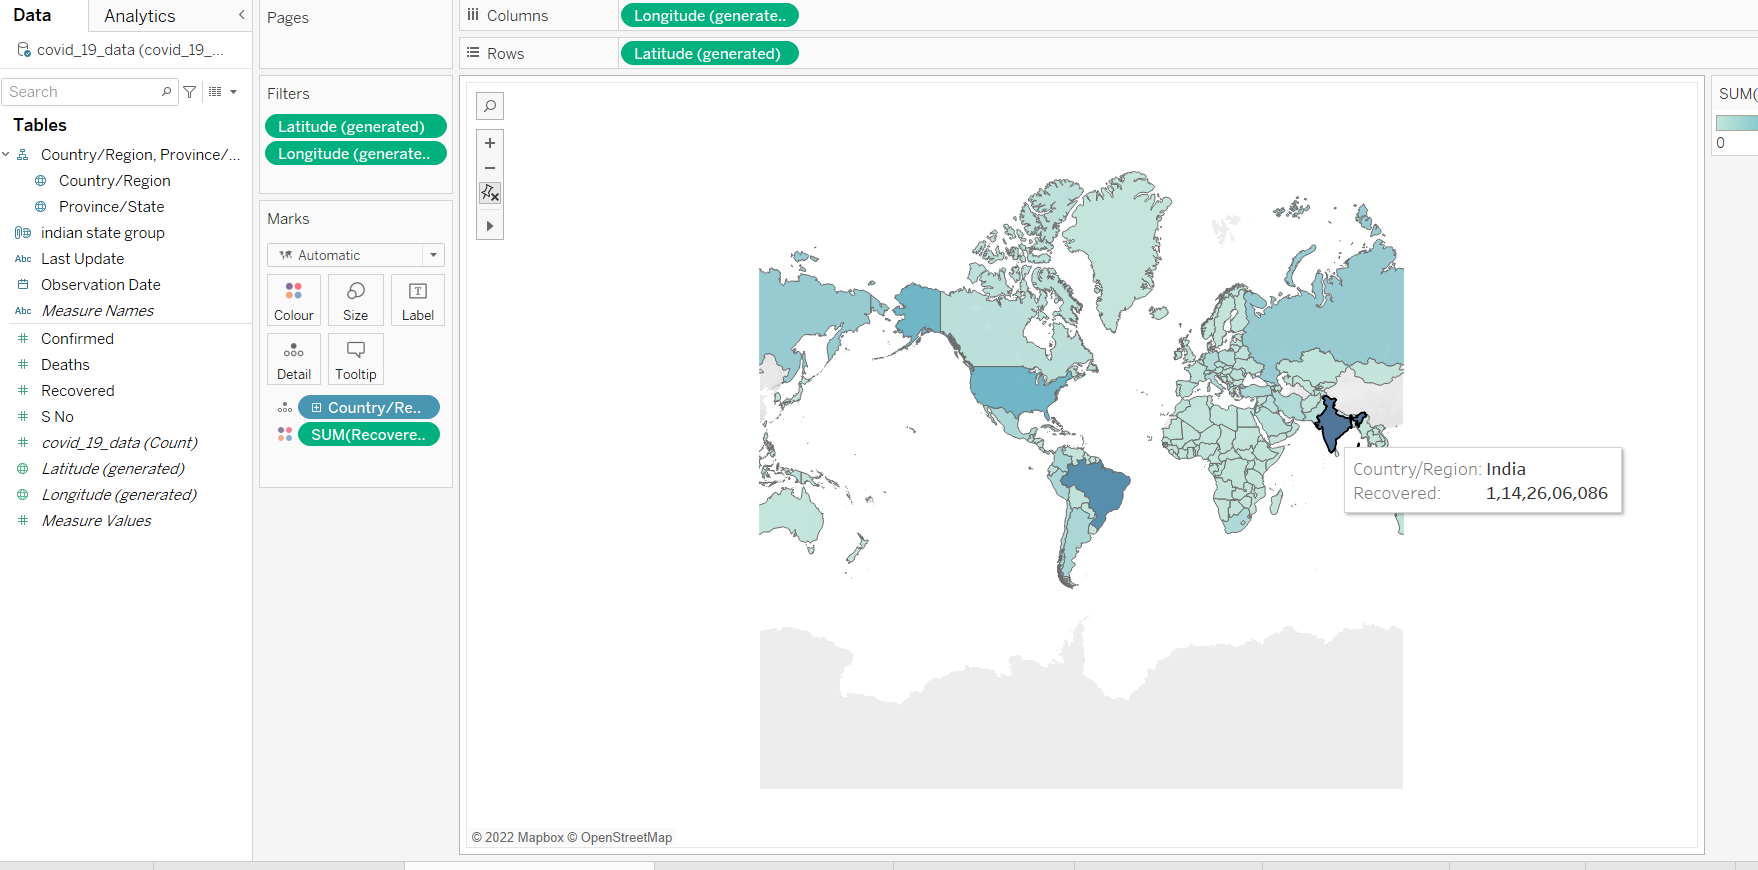 Data
Analytics
covid_19_data (covid_19_...
Search
Tables
Country/Region, Province/...
Country/Region
Province/State
indian state group
Abc Last Update
Observation Date
Abc Measure Names
# Confirmed
# Deaths
# Recovered
# S No
# covid_19_data (Count)
Latitude (generated)
Longitude (generated)
# Measure Values
Pages
Filters
Latitude (generated)
Longitude (generate..
Marks
Automatic
Colour
Size
T
Label
Detail
Tooltip
Country/Re..
SUM(Recovere..
Columns
Longitude (generate..
Rows
Latitude (generated)
Country/Region: India
Recovered: 1,14,26,06,086
© 2022 Mapbox © OpenStreetMap
SUM(
0